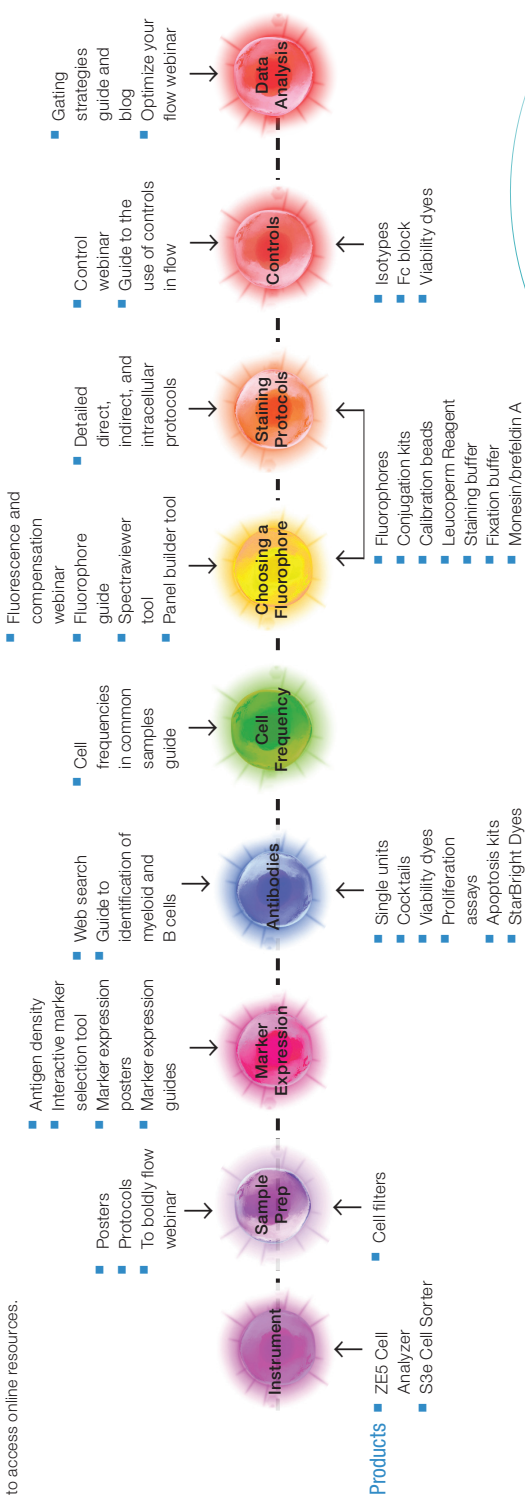 to access online resources.
Posters
Protocols
To boldly flow
webinar
Antigen density
Interactive marker
selection tool
Marker expression
posters
Marker expression
guides
Web search
Guide to
identification of
myeloid and
B cells
Cell
frequencies
in common
samples
guide
Fluorescence and
compensation
webinar
Fluorophore
guide
Spectraviewer
tool
Panel builder tool
Detailed
direct,
indirect, and
intracellular
protocols
Control
webinar
Guide to the
use of controls
in flow
Gating
strategies
guide and
blog
Optimize your
flow webinar
Instrument
Sample
Prep
Marker
Expression
Antibodies
Cell
Frequency
Choosing a
Fluorophore
Staining
Protocols
Controls
Data
Analysis
Products
ZE5 Cell
Analyzer
S3e Cell Sorter
Cell filters
Single units
Cocktails
Viability dyes
Proliferation
assays
Apoptosis kits
StarBright Dyes
Fluorophores
Conjugation kits
Calibration beads
Leucoperm Reagent
Staining buffer
Fixation buffer
Monesin/brefeldin A
Isotypes
Fc block
Viability dyes